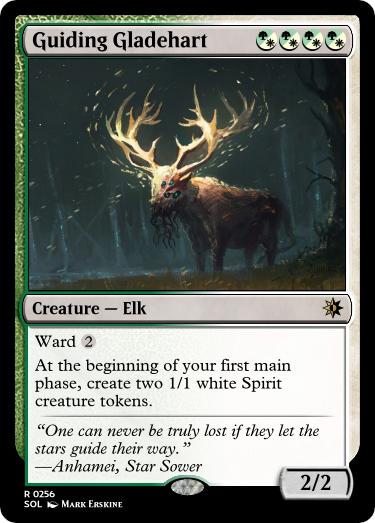 Guiding Gladehart
Creature — Elk
Ward 2
At the beginning of your first main
phase, create two 1/1 white Spirit
creature tokens.
“One can never be truly lost if they let the
stars guide their way.”
—Anhamei, Star Sower
2/2
R 0256
SOL Mark Erskine